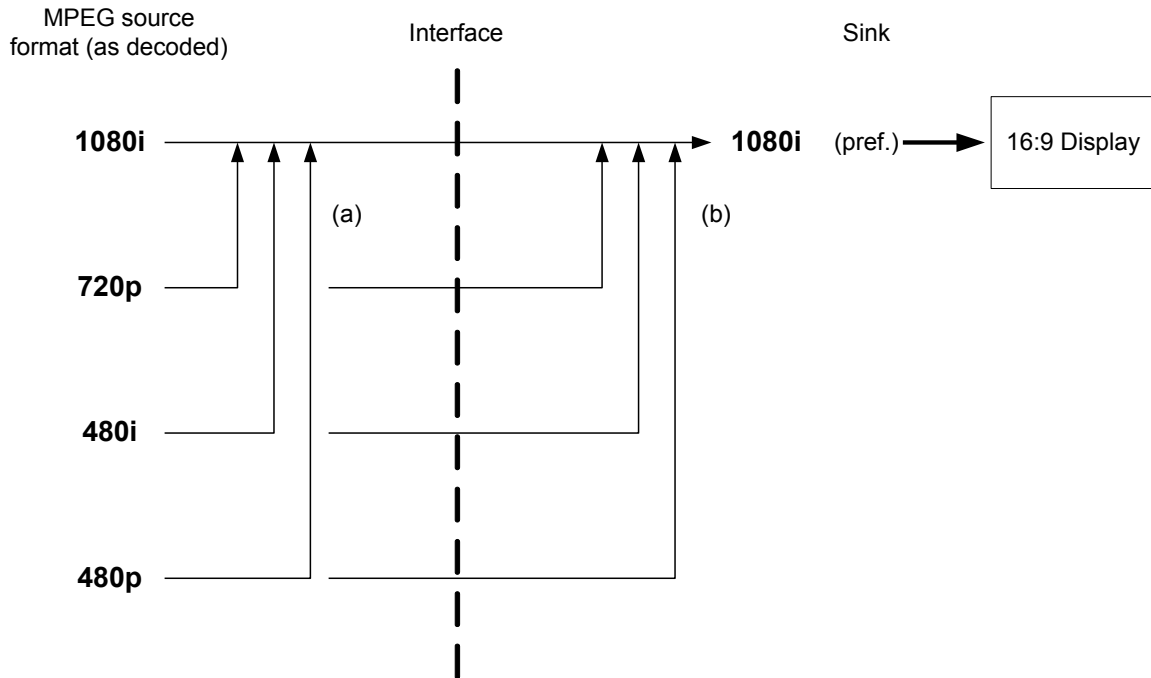 MPEG source
format (as decoded)
Interface
Sink
1080i
1080i
(pref.)
16:9 Display
(a)
(b)
720p
480i
480p